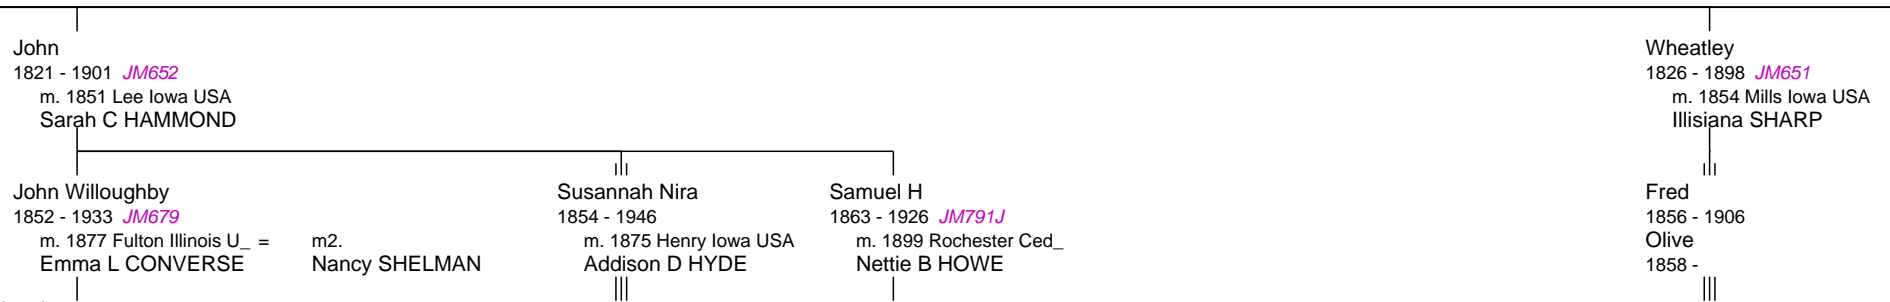 John
1821 - 1901 JM652
m. 1851 Lee Iowa USA
Sarah C HAMMOND
Wheatley
1826 - 1898 JM651
m. 1854 Mills Iowa USA
Illisiana SHARP
John Willoughby
1852 - 1933 JM679
m. 1877 Fulton Illinois U_ =
Emma L CONVERSE
m2.
Nancy SHELMAN
Susannah Nira
1854 - 1946
m. 1875 Henry Iowa USA
Addison D HYDE
Samuel H
1863 - 1926 JM791J
m. 1899 Rochester Ced_
Nettie B HOWE
Fred
1856 - 1906
Olive
1858 -